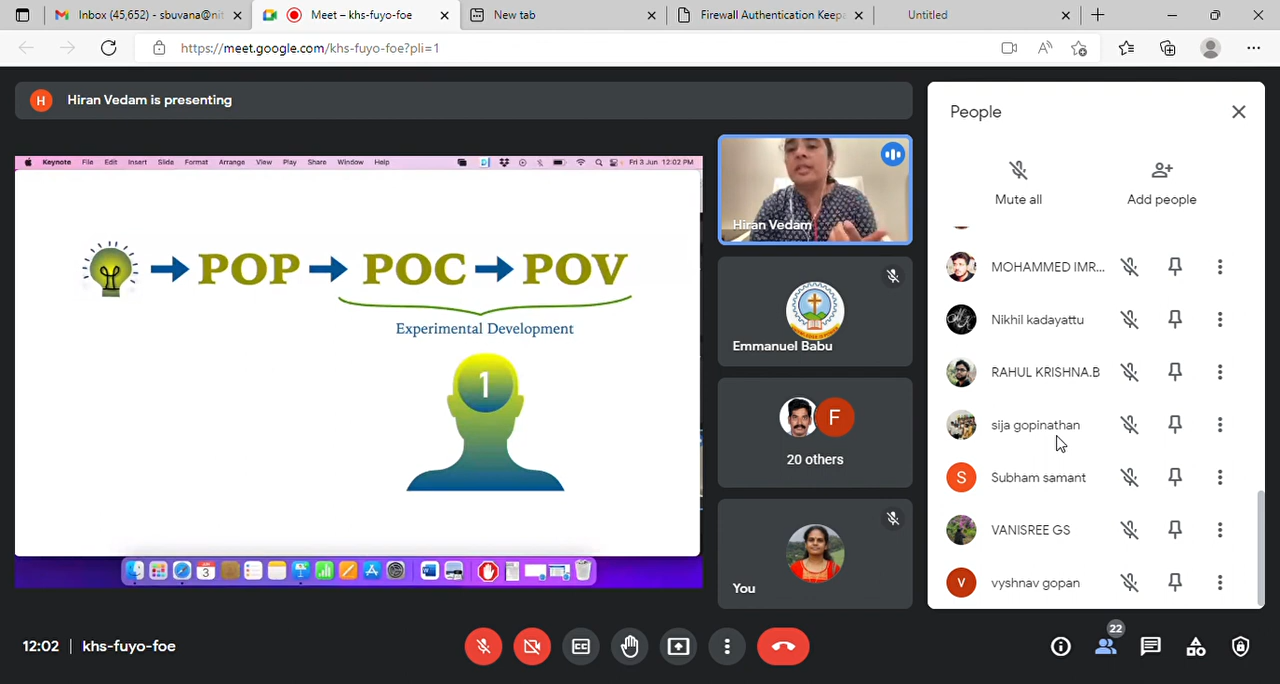 Inbox (45,652) - sbuvana@nit
Meet – khs-fuyo-foe
New tab
Firewall Authentication Keepa
Untitled
https://meet.google.com/khs-fuyo-foe?pli=1
H
Hiran Vedam is presenting
Keynote File Edit Insert Slide Format Arrange View Play Share Window Help
Fri 3 Jun 12:02 PM
POP
POC
POV
Experimental Development
1
Hiran Vedam
Emmanuel Babu
F
20 others
You
People
Mute all
Add people
MOHAMMED IMR...
Nikhil kadayattu
RAHUL KRISHNA.B
sija gopinathan
S
Subham samant
VANISREE GS
V
vyshnav gopan
12:02 | khs-fuyo-foe
22